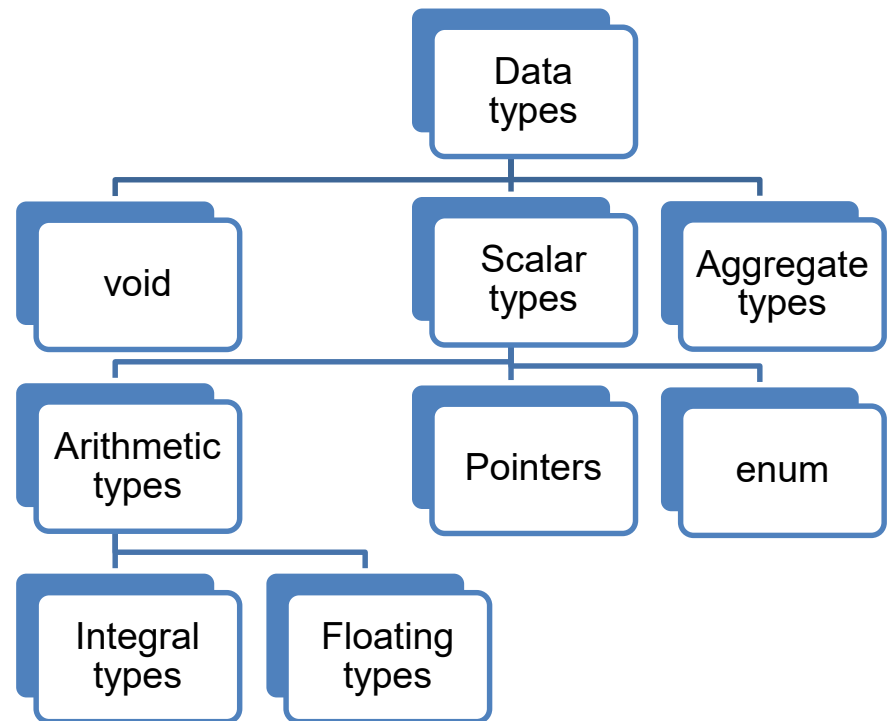 Data
types
void
Scalar
types
Aggregate
types
Arithmetic
types
Pointers
enum
Integral
types
Floating
types